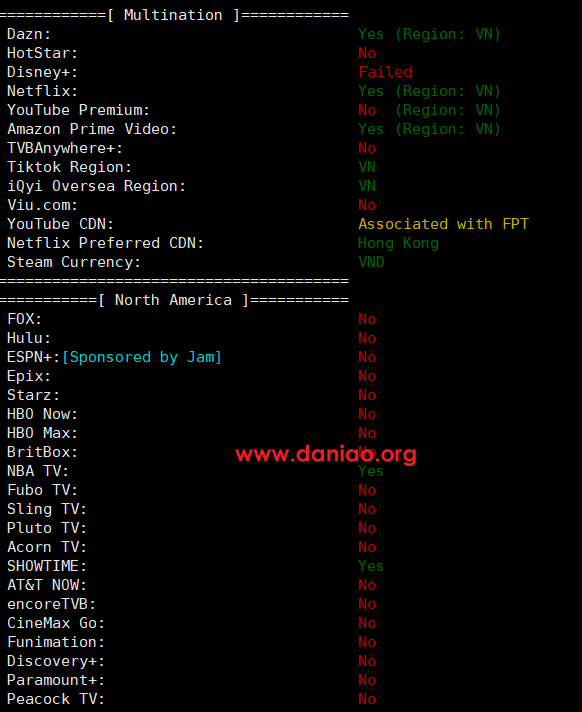 ============[ Multination ]============
Dazn: Yes (Region: VN)
HotStar: No
Disney+: Failed
Netflix: Yes (Region: VN)
YouTube Premium: No (Region: VN)
Amazon Prime Video: Yes (Region: VN)
TVBAnywhere+: No
Tiktok Region: VN
iQyi Oversea Region: VN
Viu.com: No
YouTube CDN: Associated with FPT
Netflix Preferred CDN: Hong Kong
Steam Currency: VND
=======================================
===========[ North America ]===========
FOX: No
Hulu: No
ESPN+:[Sponsored by Jam] No
Epix: No
Starz: No
HBO Now: No
HBO Max: No
BritBox: No
www.daniao.org
NBA TV: Yes
Fubo TV: No
Sling TV: No
Pluto TV: No
Acorn TV: No
SHOWTIME: Yes
AT&T NOW: No
encoreTVB: No
CineMax Go: No
Funimation: No
Discovery+: No
Paramount+: No
Peacock TV: No